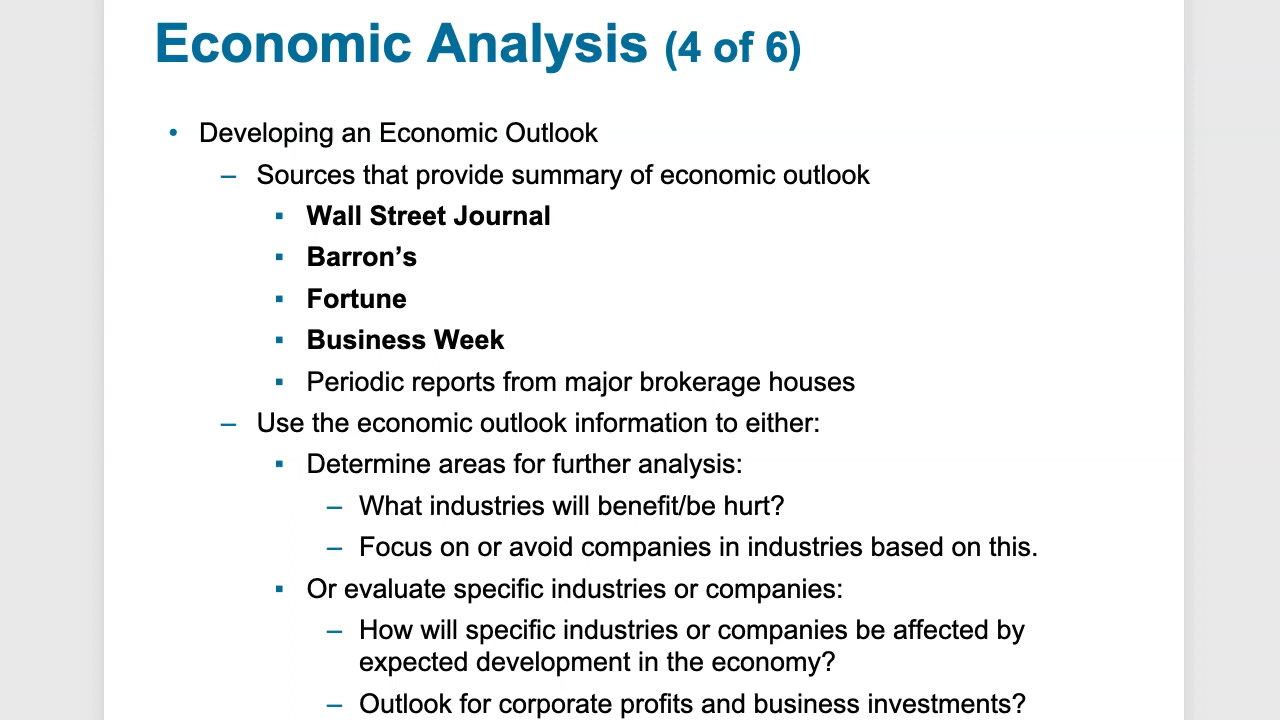 Economic Analysis (4 of 6)
• Developing an Economic Outlook
– Sources that provide summary of economic outlook
▪ Wall Street Journal
▪ Barron’s
▪ Fortune
▪ Business Week
▪ Periodic reports from major brokerage houses
– Use the economic outlook information to either:
▪ Determine areas for further analysis:
– What industries will benefit/be hurt?
– Focus on or avoid companies in industries based on this.
▪ Or evaluate specific industries or companies:
– How will specific industries or companies be affected by
expected development in the economy?
– Outlook for corporate profits and business investments?